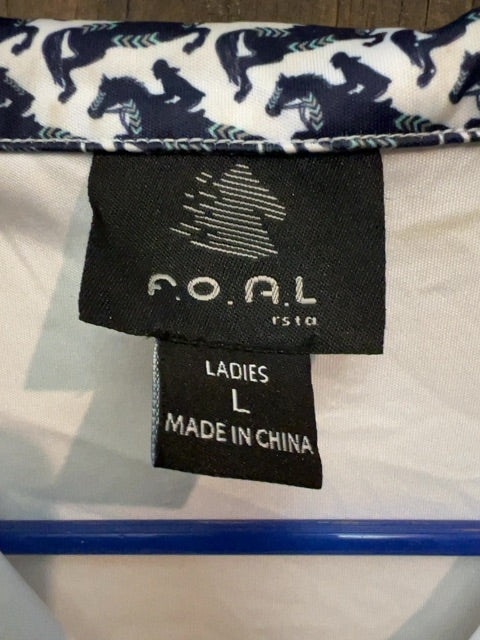 F.O.A.L
rsta
LADIES
L
MADE IN CHINA